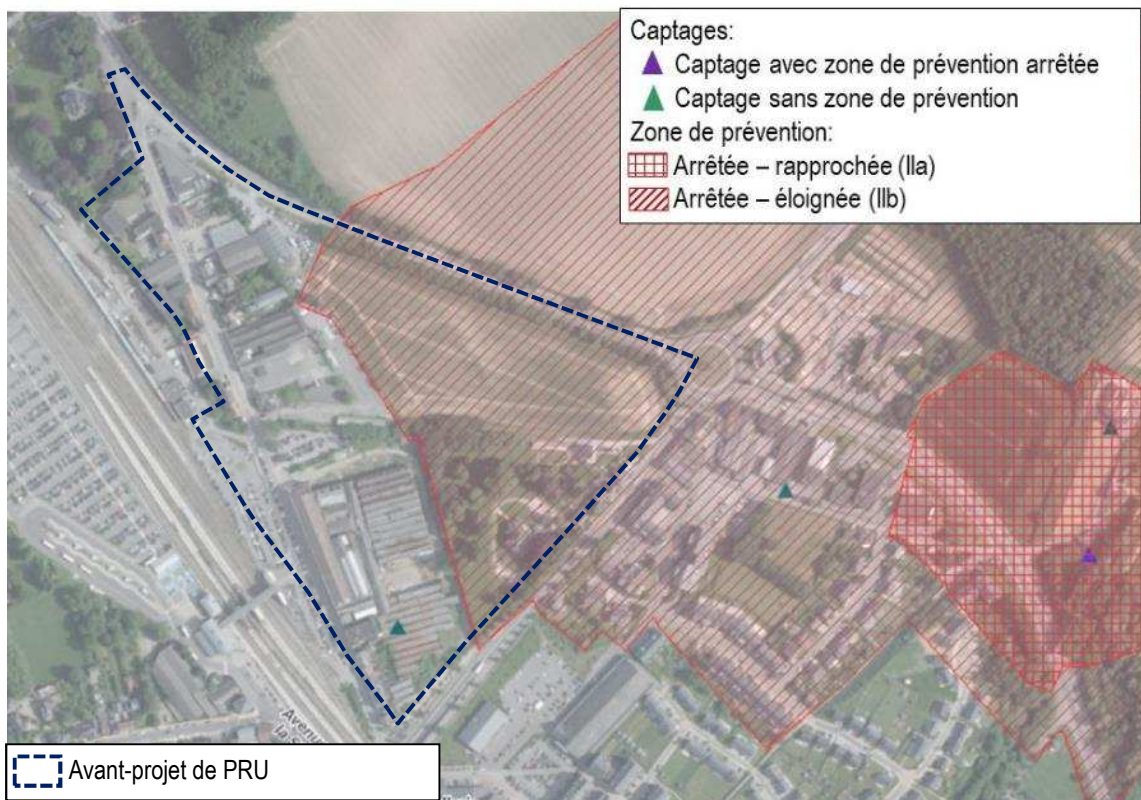 Captages:
Captage avec zone de prévention arrêtée
Captage sans zone de prévention
Zone de prévention:
Arrêtée – rapprochée (IIa)
Arrêtée – éloignée (IIb)
Avant-projet de PRU